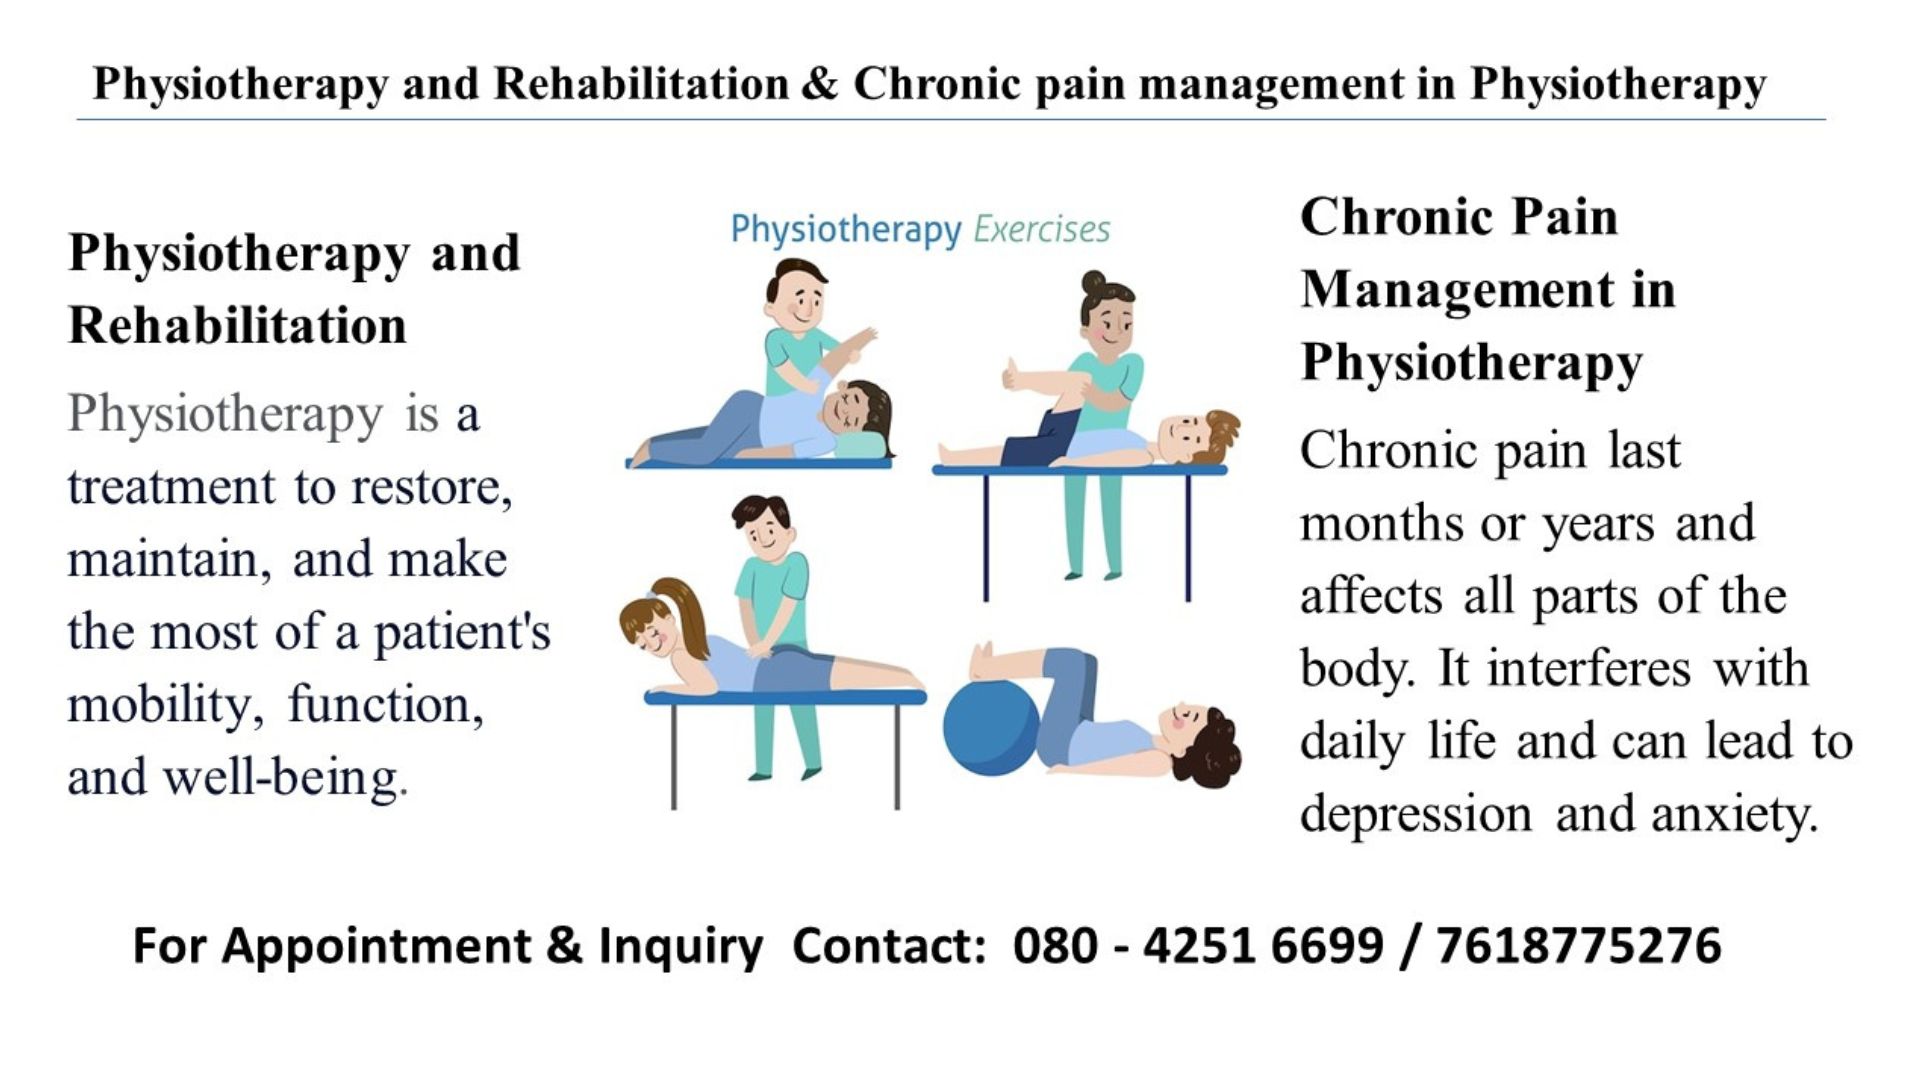 Physiotherapy and Rehabilitation & Chronic pain management in Physiotherapy
Physiotherapy and
Rehabilitation
Physiotherapy is a
treatment to restore,
maintain, and make
the most of a patient's
mobility, function,
and well-being.
Physiotherapy Exercises
Chronic Pain
Management in
Physiotherapy
Chronic pain last
months or years and
affects all parts of the
body. It interferes with
daily life and can lead to
depression and anxiety.
For Appointment & Inquiry Contact: 080 - 4251 6699 / 7618775276